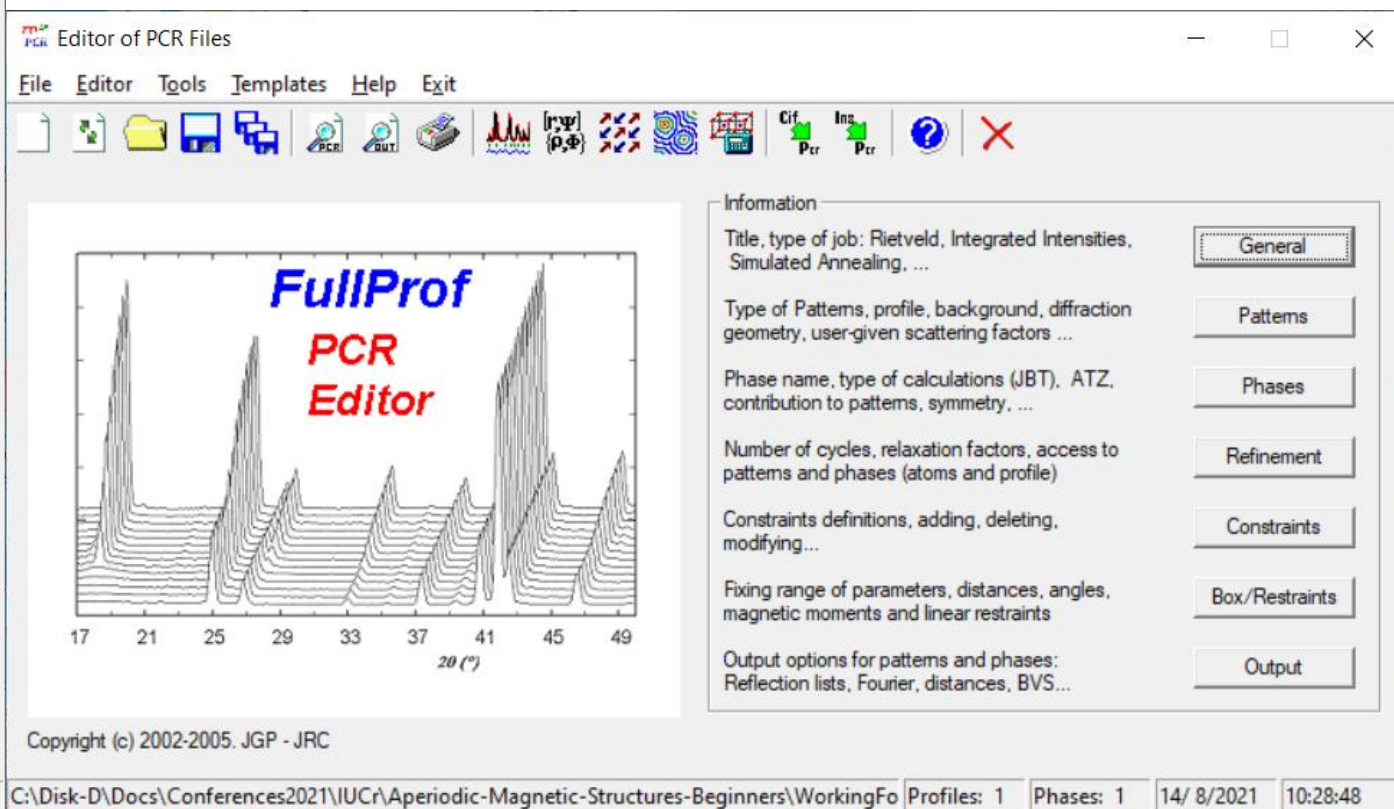 Editor of PCR Files
File Editor Tools Templates Help Exit
PCR OUT [r,Ψ] {ρ,Φ} Cif Pcr Ins Pcr ?
Information
Title, type of job: Rietveld, Integrated Intensities,
Simulated Annealing, ...
General
Type of Patterns, profile, background, diffraction
geometry, user-given scattering factors ...
Patterns
Phase name, type of calculations (JBT), ATZ,
contribution to patterns, symmetry, ...
Phases
Number of cycles, relaxation factors, access to
patterns and phases (atoms and profile)
Refinement
Constraints definitions, adding, deleting,
modifying...
Constraints
Fixing range of parameters, distances, angles,
magnetic moments and linear restraints
Box/Restraints
Output options for patterns and phases:
Reflection lists, Fourier, distances, BVS...
Output
FullProf
PCR
Editor
17 21 25 29 33 37 41 45 49
2θ (°)
Copyright (c) 2002-2005. JGP - JRC
C:\Disk-D\Docs\Conferences2021\IUCr\Aperiodic-Magnetic-Structures-Beginners\WorkingFo Profiles: 1 Phases: 1 14/ 8/2021 10:28:48